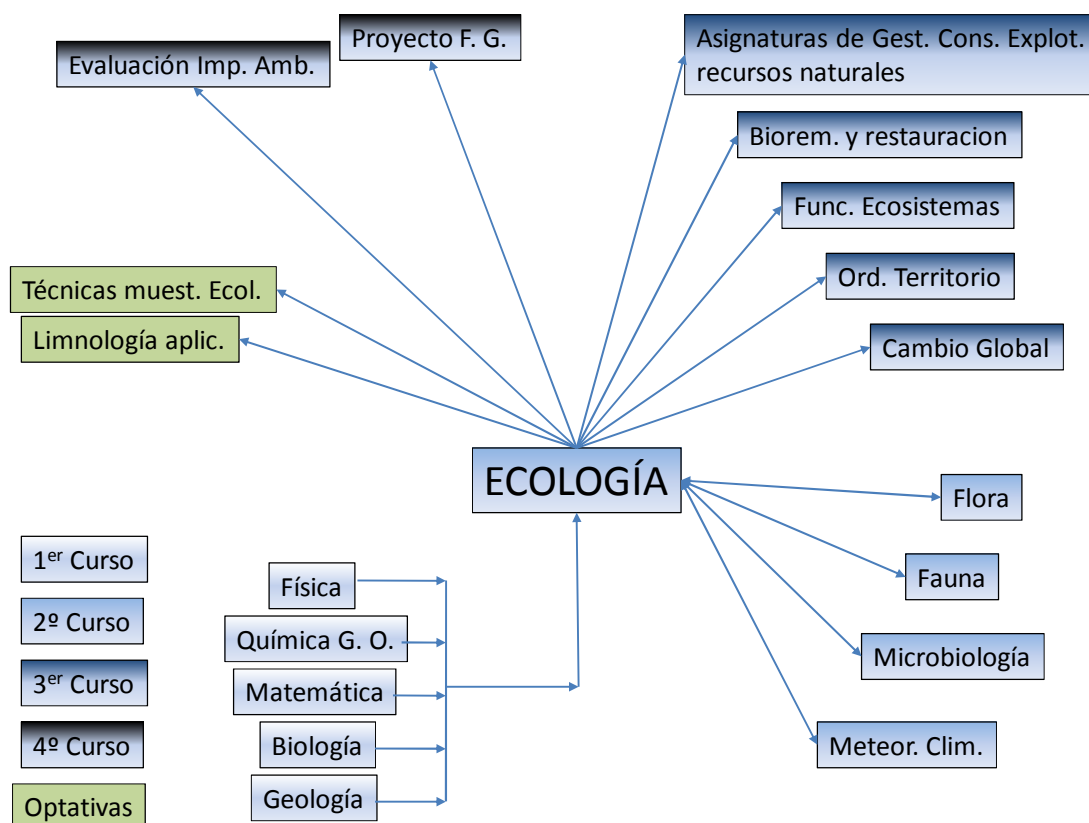 Proyecto F. G.
Evaluación Imp. Amb.
Asignaturas de Gest. Cons. Explot.
recursos naturales
Biorem. y restauracion
Func. Ecosistemas
Ord. Territorio
Cambio Global
Técnicas muest. Ecol.
Limnología aplic.
ECOLOGÍA
Flora
Fauna
Microbiología
Meteor. Clim.
Física
Química G. O.
Matemática
Biología
Geología
1er Curso
2º Curso
3er Curso
4º Curso
Optativas